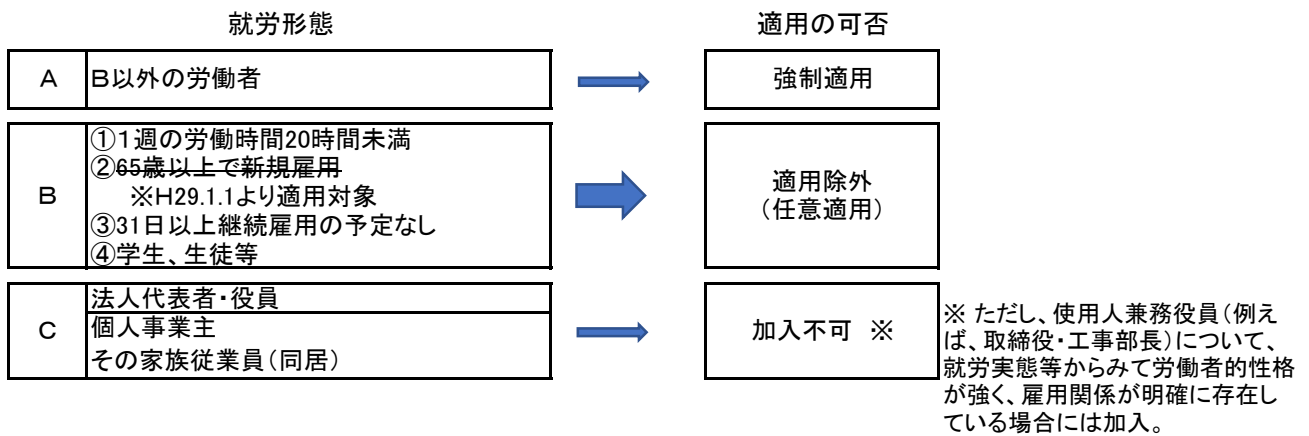 就労形態
適用の可否
A
B以外の労働者
強制適用
B
①1週の労働時間20時間未満
②65歳以上で新規雇用
※H29.1.1より適用対象
③31日以上継続雇用の予定なし
④学生、生徒等
適用除外
（任意適用）
C
法人代表者・役員
個人事業主
その家族従業員（同居）
加入不可　※
※ ただし、使用人兼務役員（例え
ば、取締役・工事部長）について、
就労実態等からみて労働者的性格
が強く、雇用関係が明確に存在し
ている場合には加入。